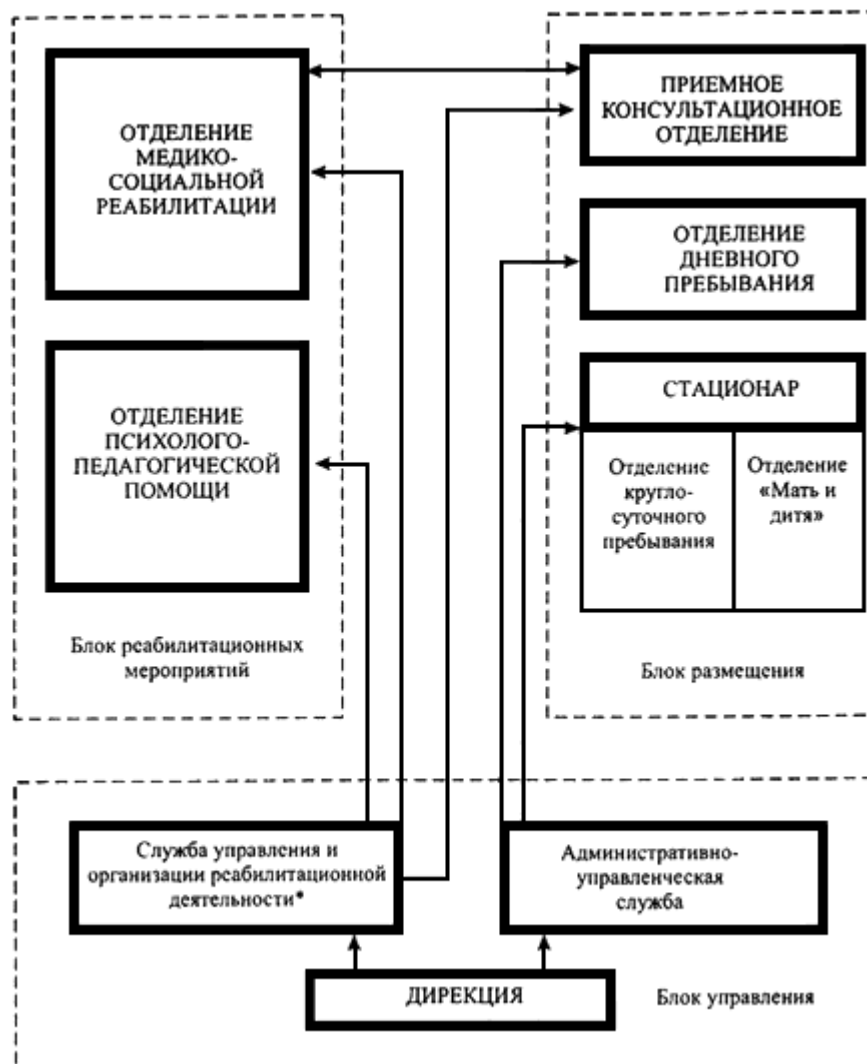 ОТДЕЛЕНИЕ
МЕДИКО-
СОЦИАЛЬНОЙ
РЕАБИЛИТАЦИИ
ОТДЕЛЕНИЕ
ПСИХОЛОГО-
ПЕДАГОГИЧЕСКОЙ
ПОМОЩИ
Блок реабилитационных
мероприятий
ПРИЕМНОЕ
КОНСУЛЬТАЦИОННОЕ
ОТДЕЛЕНИЕ
ОТДЕЛЕНИЕ
ДНЕВНОГО
ПРЕБЫВАНИЯ
СТАЦИОНАР
Отделение
кругло-
суточного
пребывания
Отделение
«Мать и
дитя»
Блок размещения
Служба управления и
организации реабилитационной
деятельности*
Административно-
управленческая
служба
ДИРЕКЦИЯ
Блок управления